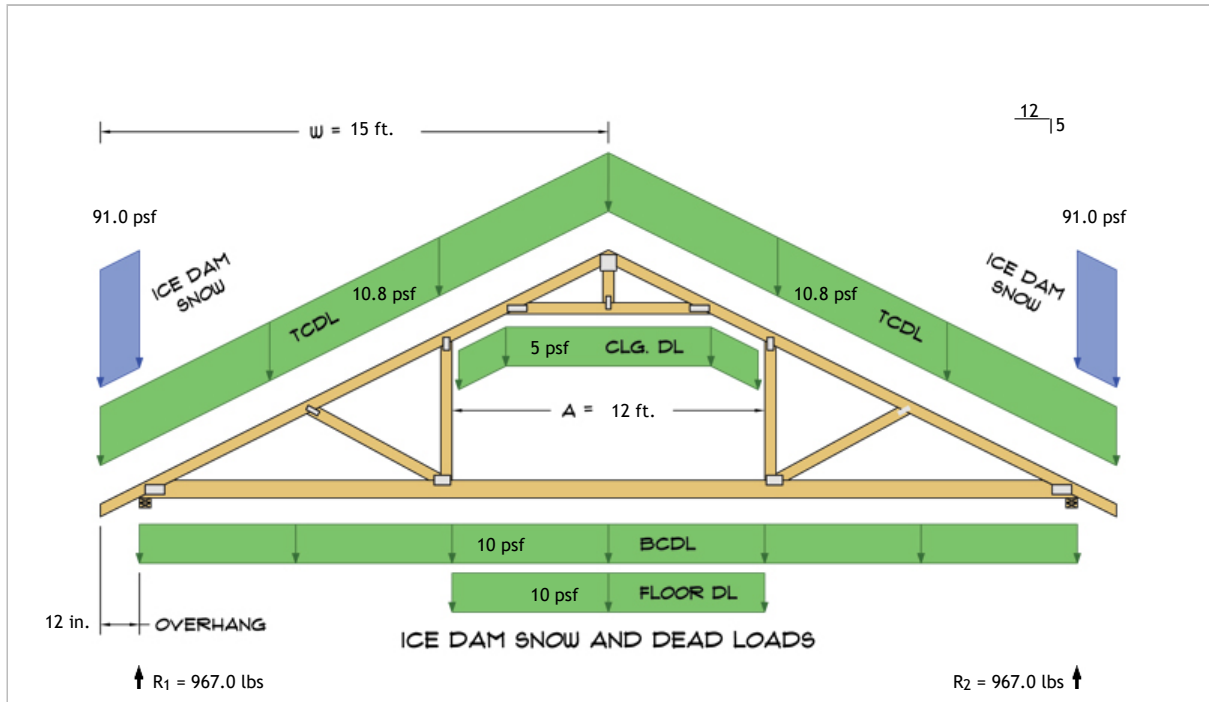 12
5
W = 15 ft.
91.0 psf
91.0 psf
ICE DAM
SNOW
ICE DAM
SNOW
10.8 psf
10.8 psf
TCDL
TCDL
5 psf CLG. DL
A = 12 ft.
10 psf BCDL
10 psf FLOOR DL
12 in. OVERHANG
ICE DAM SNOW AND DEAD LOADS
R1 = 967.0 lbs
R2 = 967.0 lbs